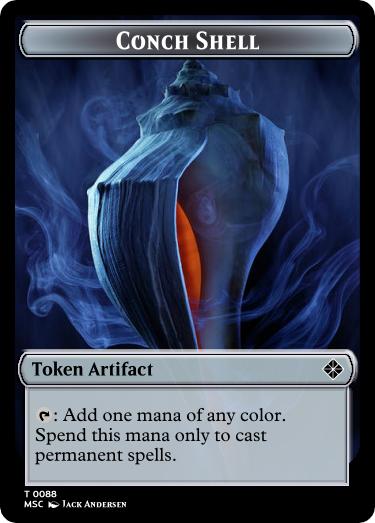 Conch Shell
Token Artifact
: Add one mana of any color.
Spend this mana only to cast
permanent spells.
T 0088
MSC Jack Andersen